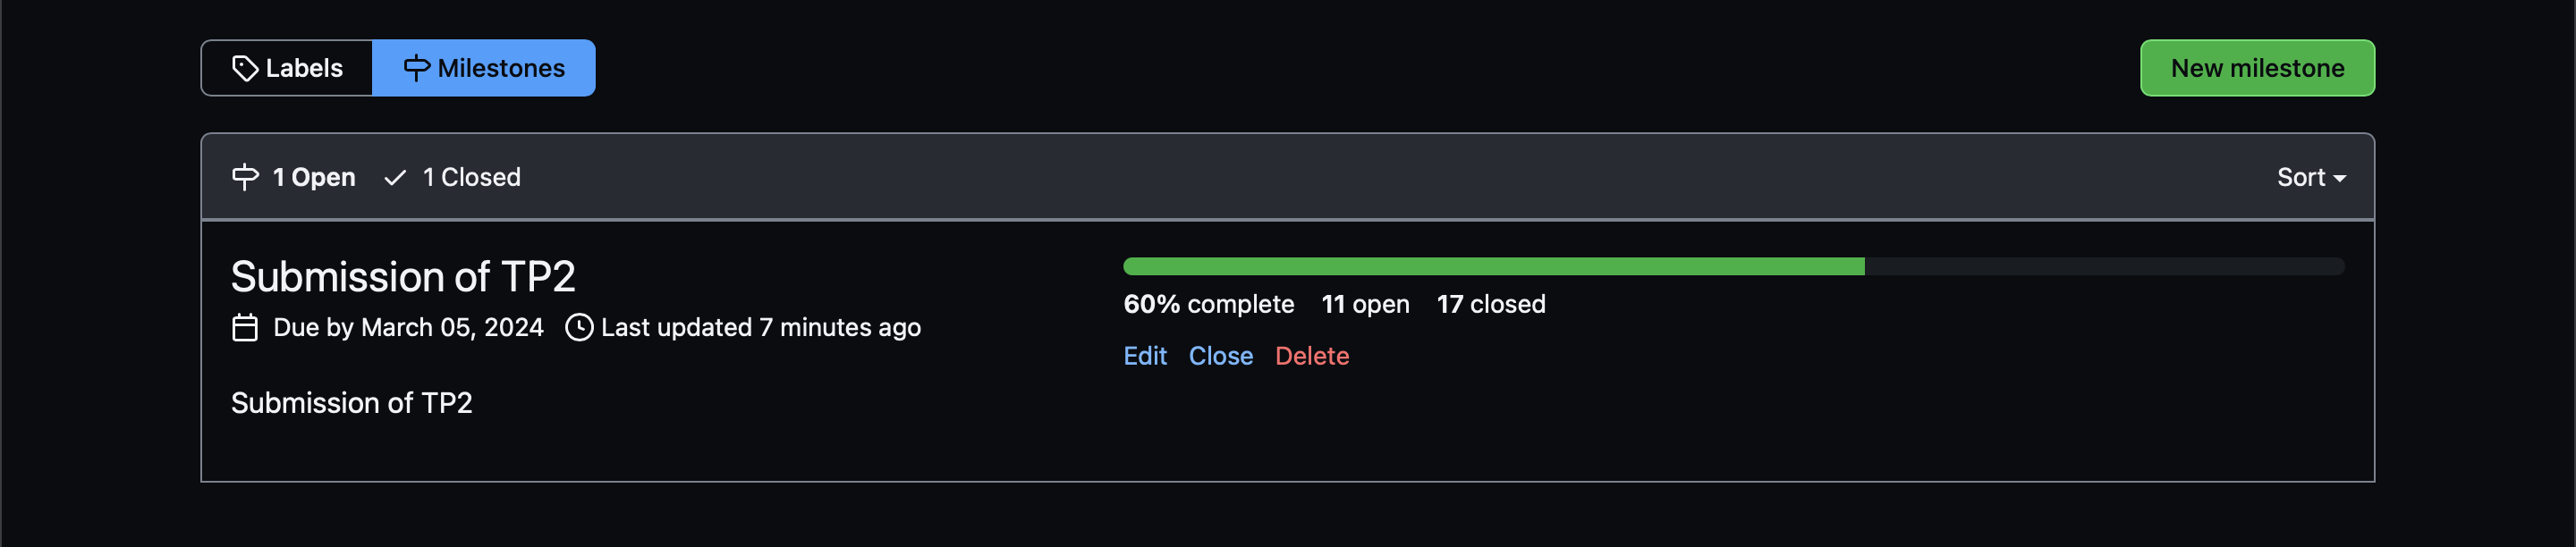 Labels Milestones New milestone
1 Open 1 Closed Sort
Submission of TP2
Due by March 05, 2024 Last updated 7 minutes ago
Submission of TP2
60% complete 11 open 17 closed
Edit Close Delete